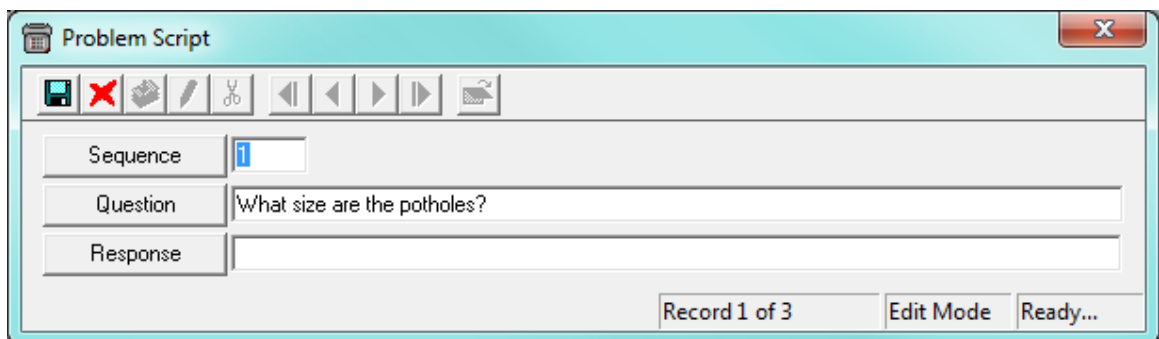 Problem Script
Sequence 1
Question What size are the potholes?
Response
Record 1 of 3 Edit Mode Ready...